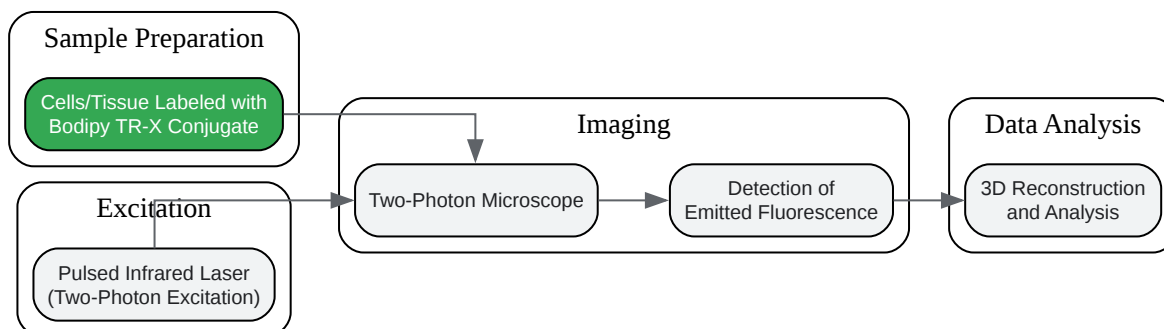 Sample Preparation
Cells/Tissue Labeled with
Bodipy TR-X Conjugate
Excitation
Pulsed Infrared Laser
(Two-Photon Excitation)
Imaging
Two-Photon Microscope
Detection of
Emitted Fluorescence
Data Analysis
3D Reconstruction
and Analysis